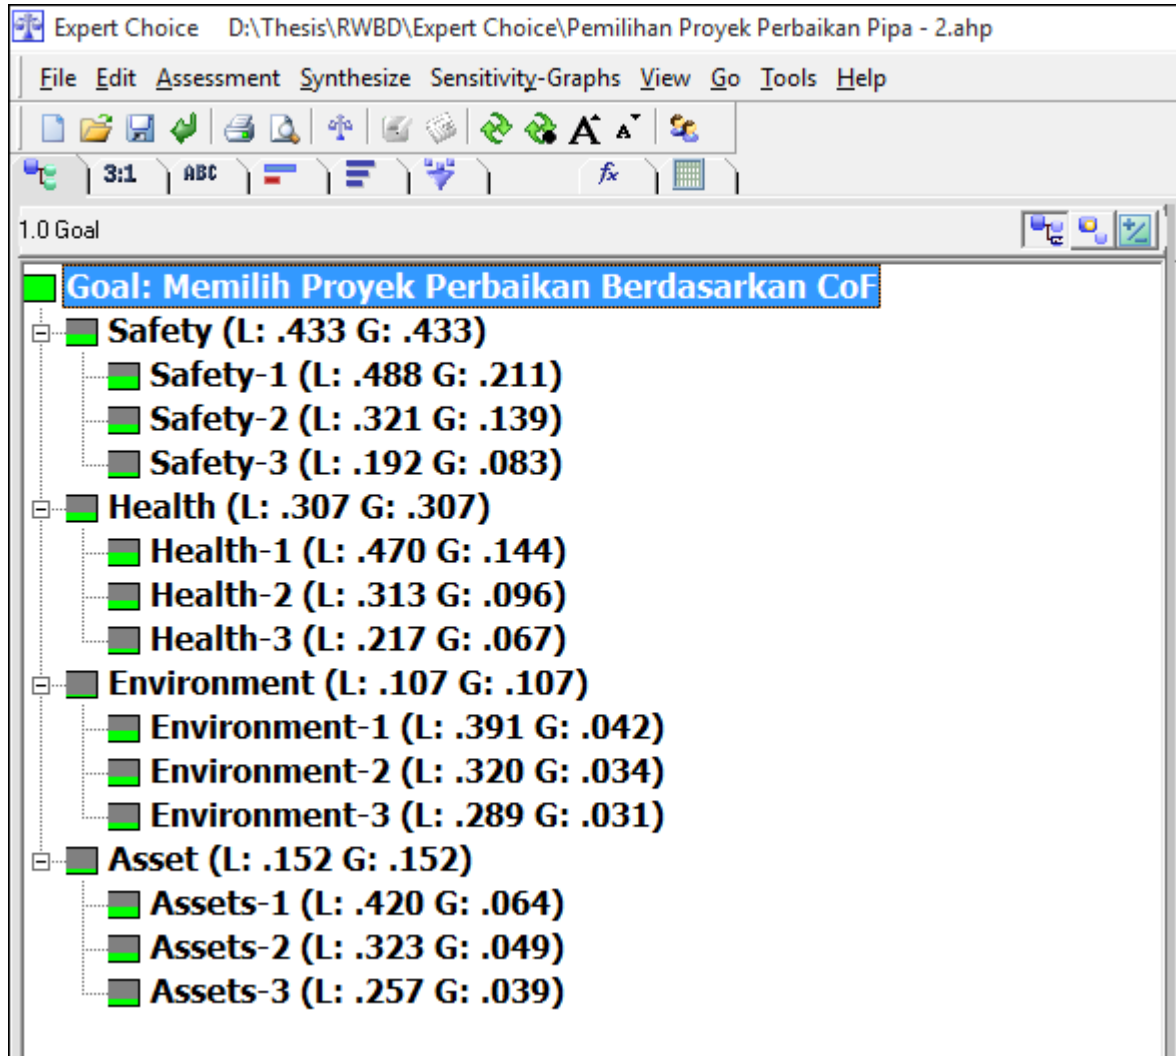 Expert Choice D:\Thesis\RWBD\Expert Choice\Pemilihan Proyek Perbaikan Pipa - 2.ahp
File Edit Assessment Synthesize Sensitivity-Graphs View Go Tools Help
A A
3:1 ABC fx
1.0 Goal
Goal: Memilih Proyek Perbaikan Berdasarkan CoF
Safety (L: .433 G: .433)
Safety-1 (L: .488 G: .211)
Safety-2 (L: .321 G: .139)
Safety-3 (L: .192 G: .083)
Health (L: .307 G: .307)
Health-1 (L: .470 G: .144)
Health-2 (L: .313 G: .096)
Health-3 (L: .217 G: .067)
Environment (L: .107 G: .107)
Environment-1 (L: .391 G: .042)
Environment-2 (L: .320 G: .034)
Environment-3 (L: .289 G: .031)
Asset (L: .152 G: .152)
Assets-1 (L: .420 G: .064)
Assets-2 (L: .323 G: .049)
Assets-3 (L: .257 G: .039)